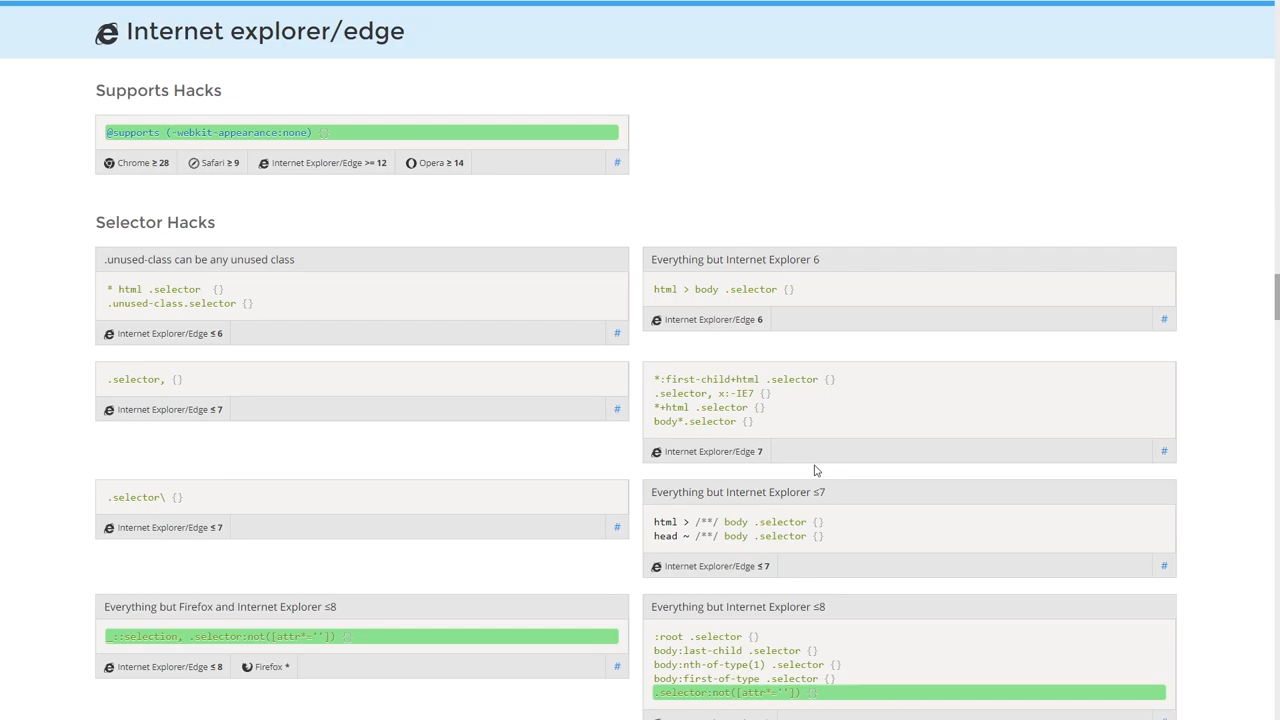 Internet explorer/edge
Supports Hacks
@supports (-webkit-appearance:none) {}
Chrome ≥ 28 Safari ≥ 9 Internet Explorer/Edge >= 12 Opera ≥ 14 #
Selector Hacks
.unused-class can be any unused class
* html .selector {}
.unused-class.selector {}
Internet Explorer/Edge ≤ 6 #
Everything but Internet Explorer 6
html > body .selector {}
Internet Explorer/Edge 6 #
.selector, {}
Internet Explorer/Edge ≤ 7 #
*:first-child+html .selector {}
.selector, x:-IE7 {}
*+html .selector {}
body*.selector {}
Internet Explorer/Edge 7 #
.selector\ {}
Internet Explorer/Edge ≤ 7 #
Everything but Internet Explorer ≤7
html > /**/ body .selector {}
head ~ /**/ body .selector {}
Internet Explorer/Edge ≤ 7 #
Everything but Firefox and Internet Explorer ≤8
_::selection, .selector:not([attr*='']) {}
Internet Explorer/Edge ≤ 8 Firefox * #
Everything but Internet Explorer ≤8
:root .selector {}
body:last-child .selector {}
body:nth-of-type(1) .selector {}
body:first-of-type .selector {}
.selector:not([attr*='']) {}